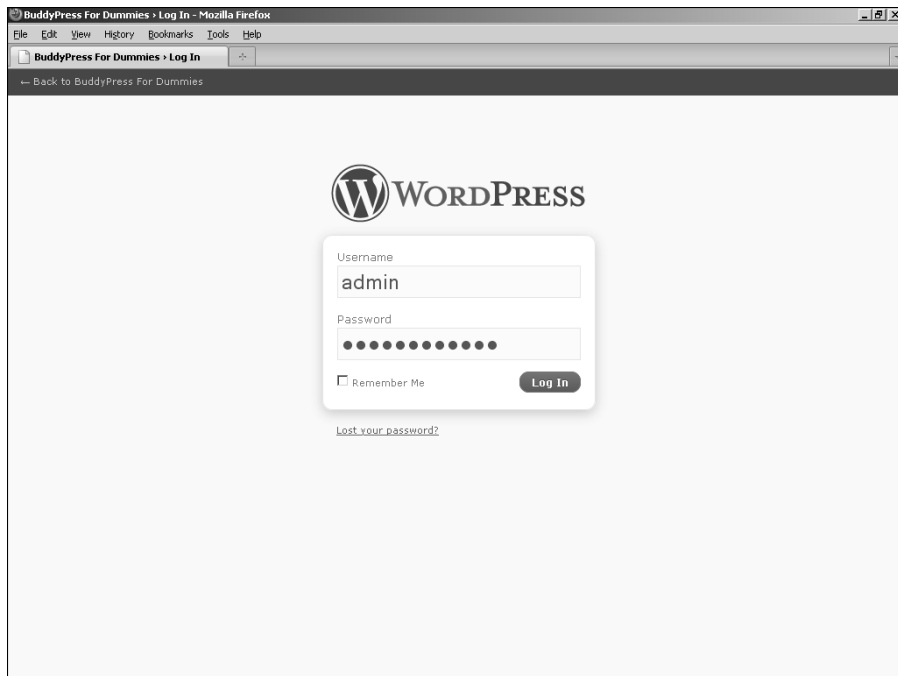 BuddyPress For Dummies › Log In - Mozilla Firefox
File Edit View History Bookmarks Tools Help
BuddyPress For Dummies › Log In
← Back to BuddyPress For Dummies
WORDPRESS
Username
admin
Password
●●●●●●●●●●●●
Remember Me Log In
Lost your password?